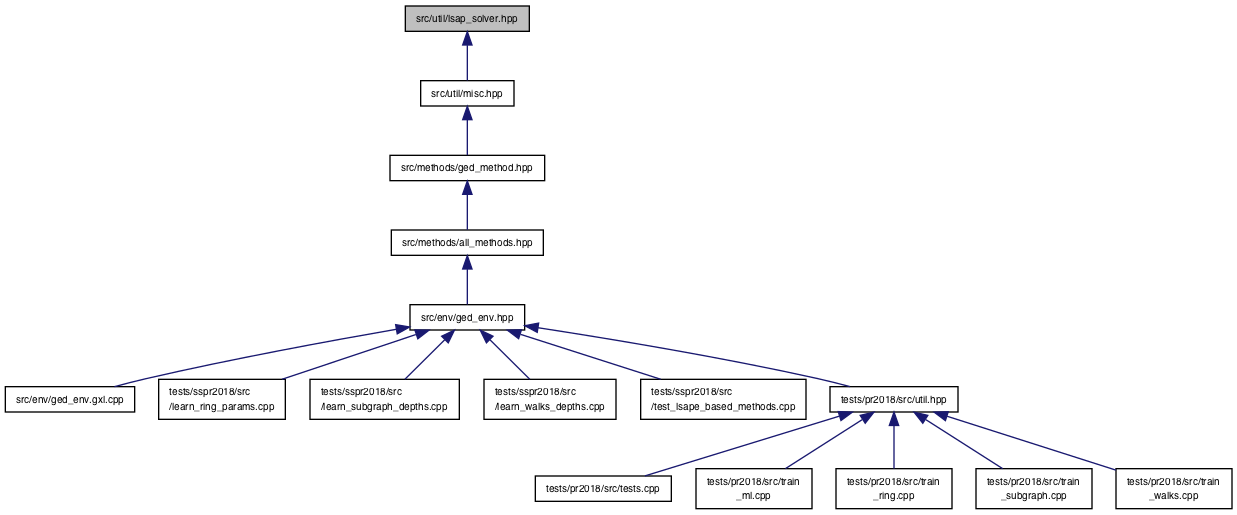 src/util/lsap_solver.hpp
src/util/misc.hpp
src/methods/ged_method.hpp
src/methods/all_methods.hpp
src/env/ged_env.hpp
src/env/ged_env.gxl.cpp
tests/sspr2018/src
/learn_ring_params.cpp
tests/sspr2018/src
/learn_subgraph_depths.cpp
tests/sspr2018/src
/learn_walks_depths.cpp
tests/sspr2018/src
/test_lsape_based_methods.cpp
tests/pr2018/src/util.hpp
tests/pr2018/src/tests.cpp
tests/pr2018/src/train
_ml.cpp
tests/pr2018/src/train
_ring.cpp
tests/pr2018/src/train
_subgraph.cpp
tests/pr2018/src/train
_walks.cpp